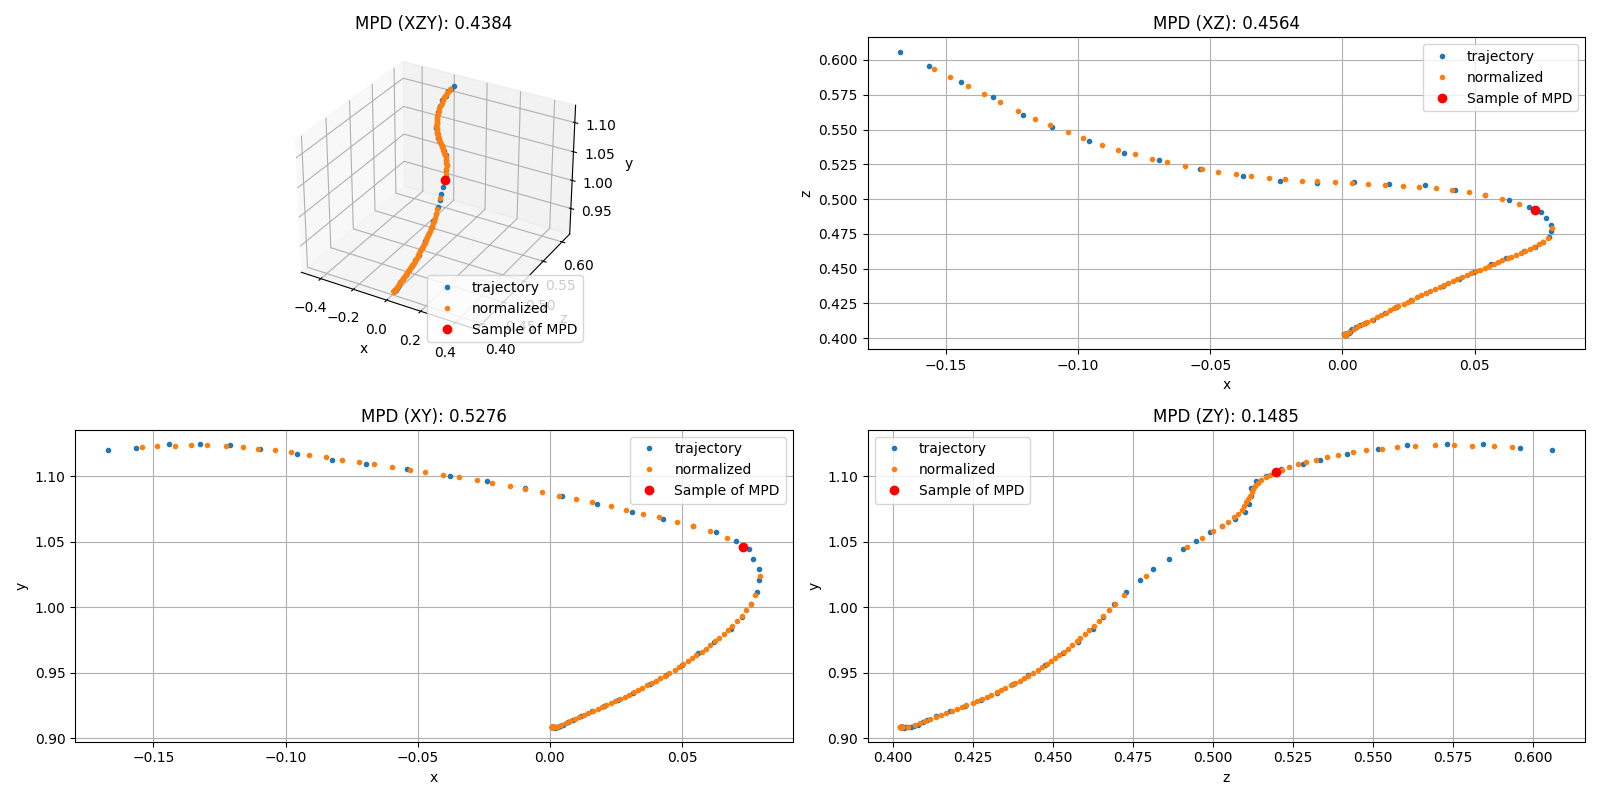 MPD (XZY): 0.4384
1.10
1.05
1.00
0.95
y
0.60
0.55
0.50
0.45
0.40
z
−0.4
−0.2
0.0
0.2
0.4
x
trajectory
normalized
Sample of MPD
MPD (XZ): 0.4564
0.600
0.575
0.550
0.525
0.500
0.475
0.450
0.425
0.400
z
trajectory
normalized
Sample of MPD
−0.15
−0.10
−0.05
0.00
0.05
x
MPD (XY): 0.5276
1.10
1.05
1.00
0.95
0.90
y
trajectory
normalized
Sample of MPD
−0.15
−0.10
−0.05
0.00
0.05
x
MPD (ZY): 0.1485
1.10
1.05
1.00
0.95
0.90
y
trajectory
normalized
Sample of MPD
0.400
0.425
0.450
0.475
0.500
0.525
0.550
0.575
0.600
z